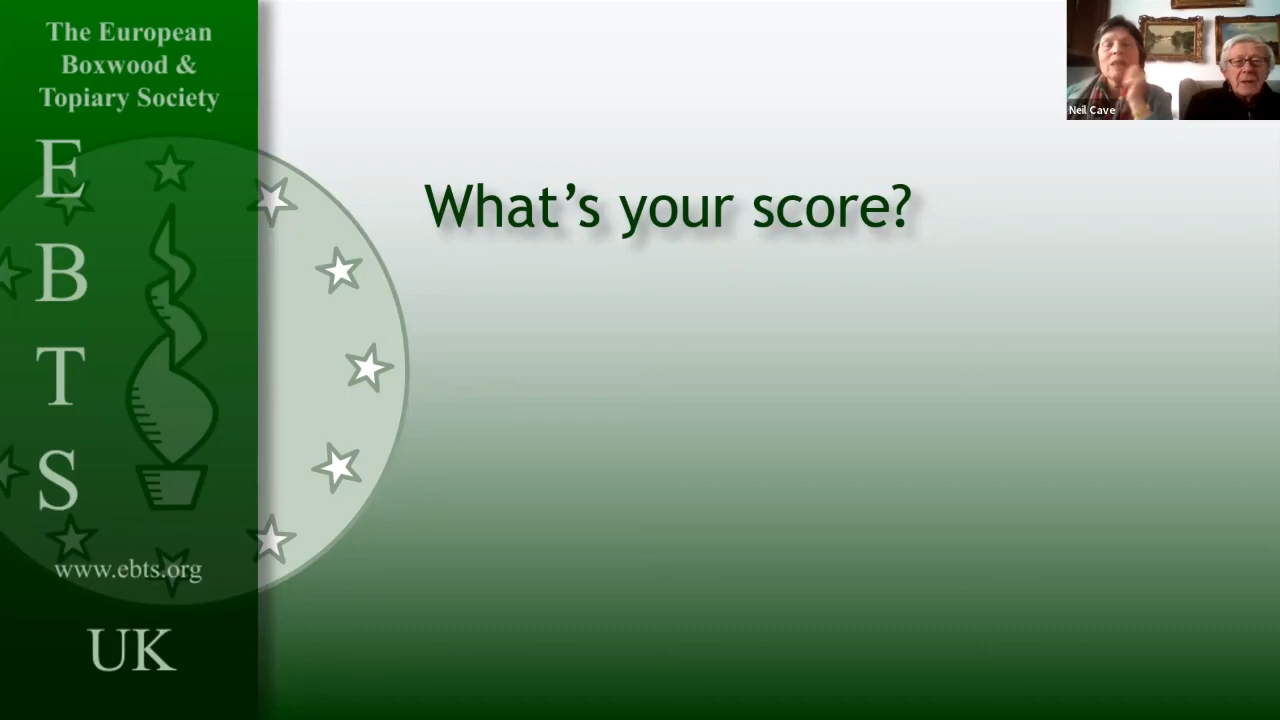 The European
Boxwood &
Topiary Society
E
B
T
S
www.ebts.org
UK
What's your score?
Neil Cave